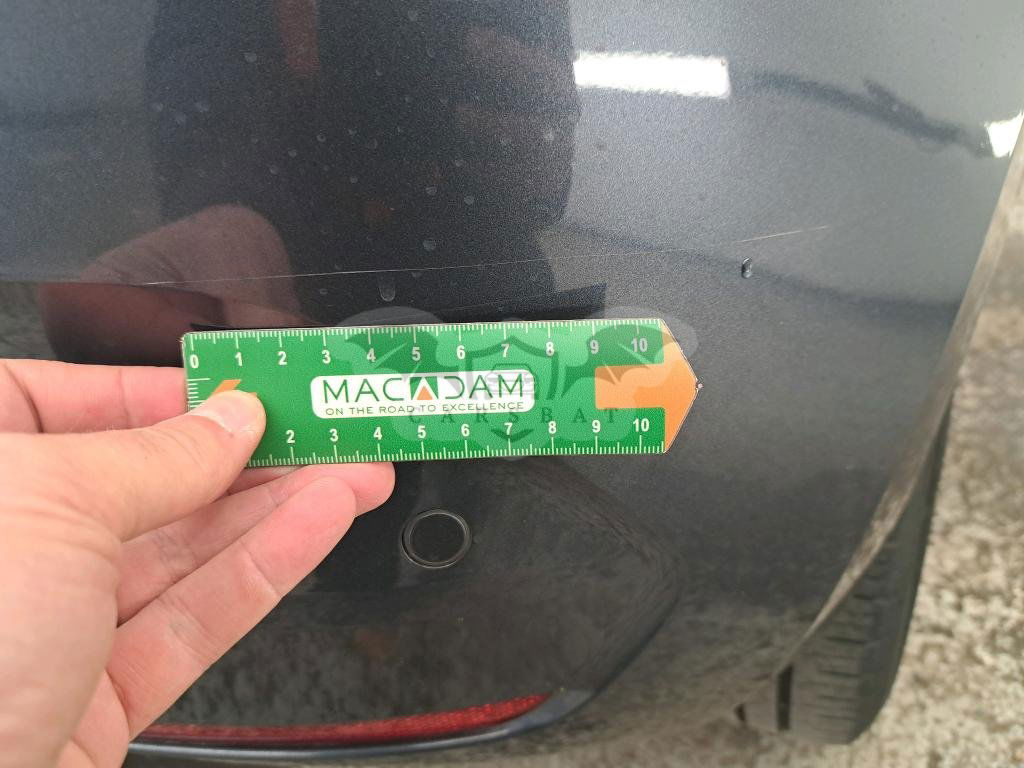 0 1 2 3 4 5 6 7 8 9 10
MACADAM
ON THE ROAD TO EXCELLENCE
CARSBAT
2 3 4 5 6 7 8 9 10